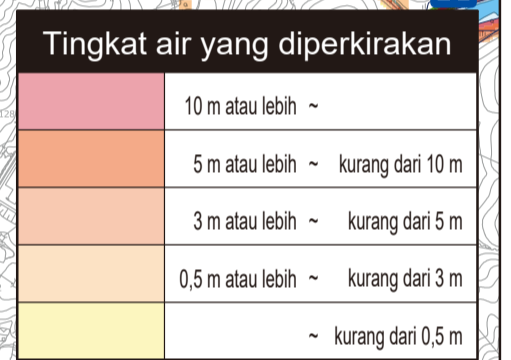 Tingkat air yang diperkirakan
10 m atau lebih ~
5 m atau lebih ~ kurang dari 10 m
3 m atau lebih ~ kurang dari 5 m
0,5 m atau lebih ~ kurang dari 3 m
~ kurang dari 0,5 m